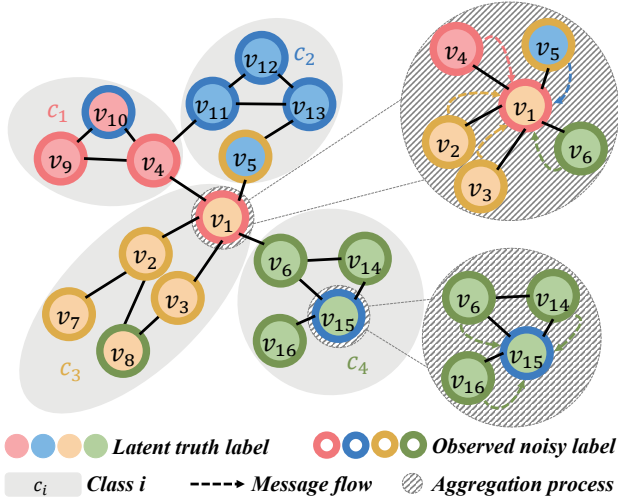 v12
c2
v4
v5
c1
v10
v11
v13
v1
v9
v4
v5
v2
v6
v3
v1
v2
v6
v14
v3
v6
v14
v7
v15
v15
v8
v16
c4
v16
c3
Latent truth label
Observed noisy label
ci
Class i
Message flow
Aggregation process